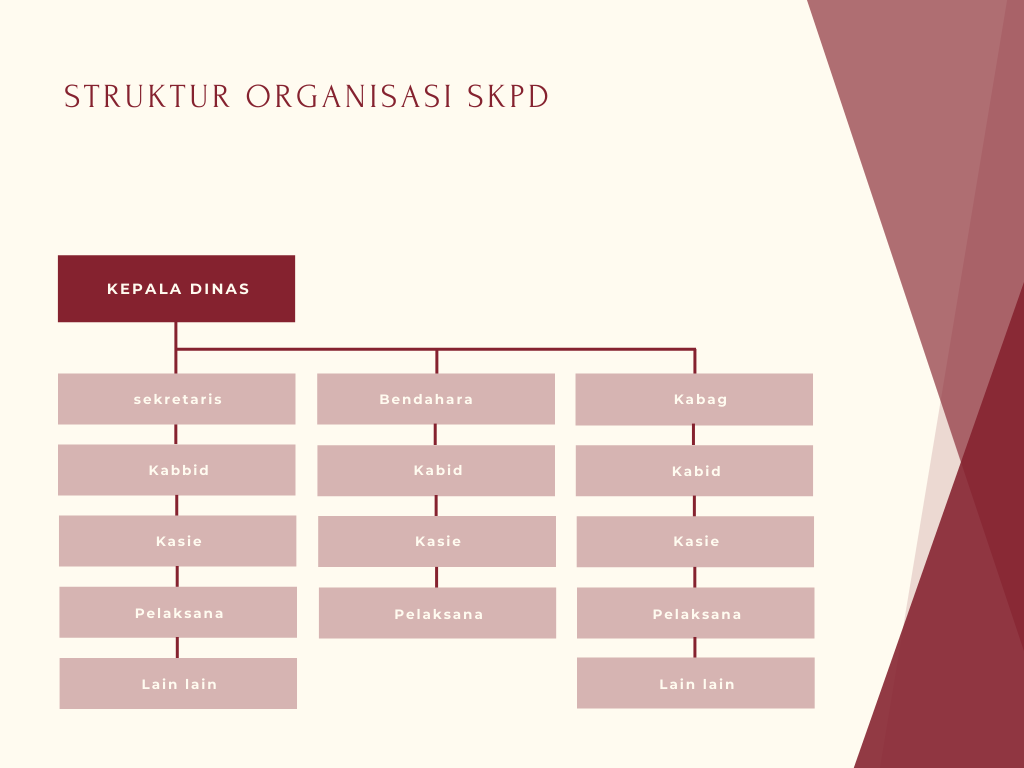 STRUKTUR ORGANISASI SKPD
KEPALA DINAS
sekretaris
Bendahara
Kabag
Kabbid
Kabid
Kabid
Kasie
Kasie
Kasie
Pelaksana
Pelaksana
Pelaksana
Lain lain
Lain lain